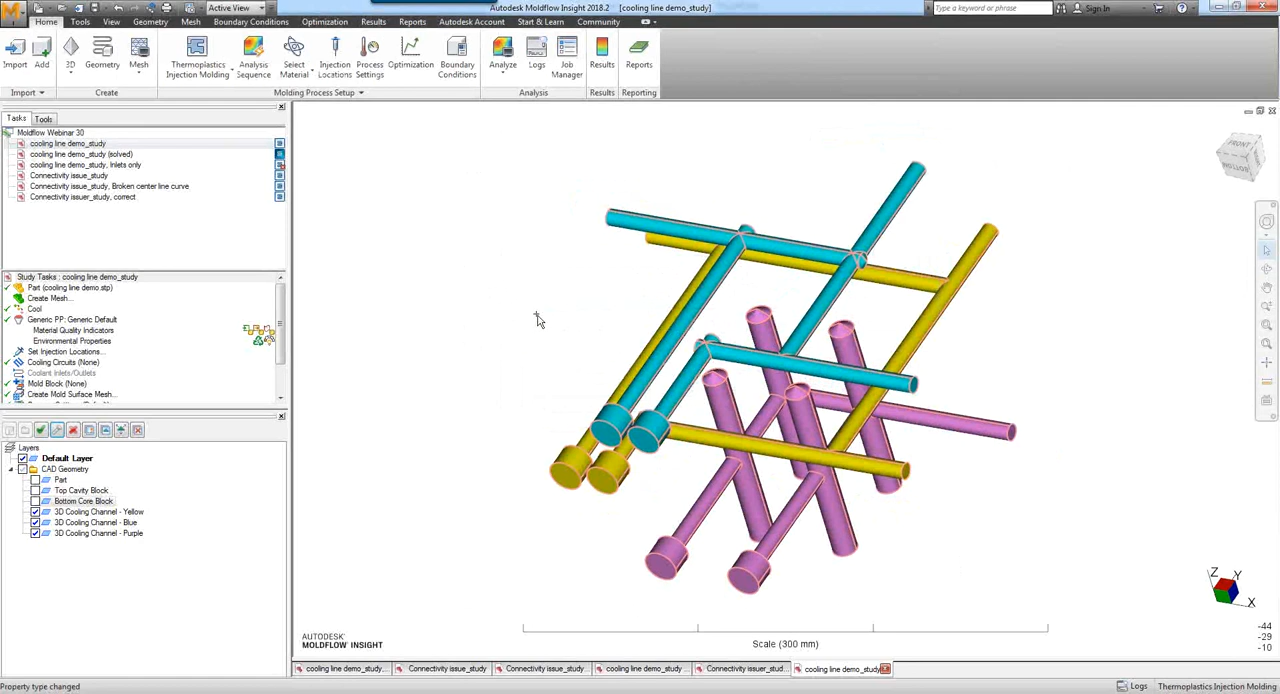 Active View
Autodesk Moldflow Insight 2018.2   [cooling line demo_study]
Type a keyword or phrase
Sign In
Home Tools View Geometry Mesh Boundary Conditions Optimization Results Reports Autodesk Account Start & Learn Community
Import Add 3D Geometry Mesh Thermoplastics Injection Molding Analysis Sequence Select Material Injection Locations Process Settings Optimization Boundary Conditions Analyze Logs Job Manager Results Reports
Import Create Molding Process Setup Analysis Results Reporting
Tasks Tools
Moldflow Webinar 30
cooling line demo_study
cooling line demo_study (solved)
cooling line demo_study, Inlets only
Connectivity issue_study
Connectivity issue_study, Broken center line curve
Connectivity issuer_study, correct
Study Tasks : cooling line demo_study
Part (cooling line demo.stp)
Create Mesh...
Cool
Generic PP: Generic Default
Material Quality Indicators
Environmental Properties
Set Injection Locations...
Cooling Circuits (None)
Coolant Inlets/Outlets
Mold Block (None)
Create Mold Surface Mesh...
Layers
Default Layer
CAD Geometry
Part
Top Cavity Block
Bottom Core Block
3D Cooling Channel - Yellow
3D Cooling Channel - Blue
3D Cooling Channel - Purple
FRONT
BOTTOM
Z Y
X
-44
-29
-10
AUTODESK®
MOLDFLOW INSIGHT
Scale (300 mm)
cooling line demo_study... Connectivity issue_study Connectivity issue_study... cooling line demo_study ... Connectivity issuer_stud... cooling line demo_study
Property type changed
Logs Thermoplastics Injection Molding